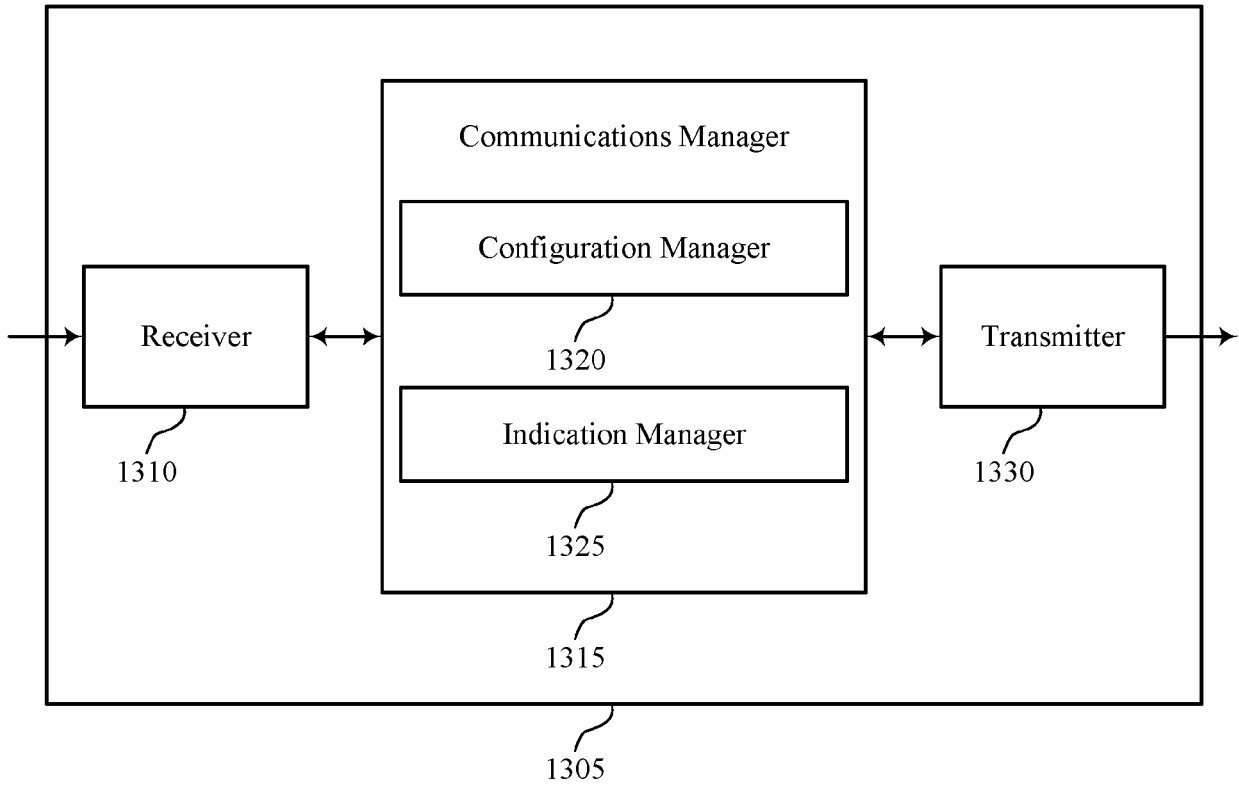 Communications Manager
Configuration Manager
1320
Receiver
1310
Transmitter
1330
Indication Manager
1325
1315
1305